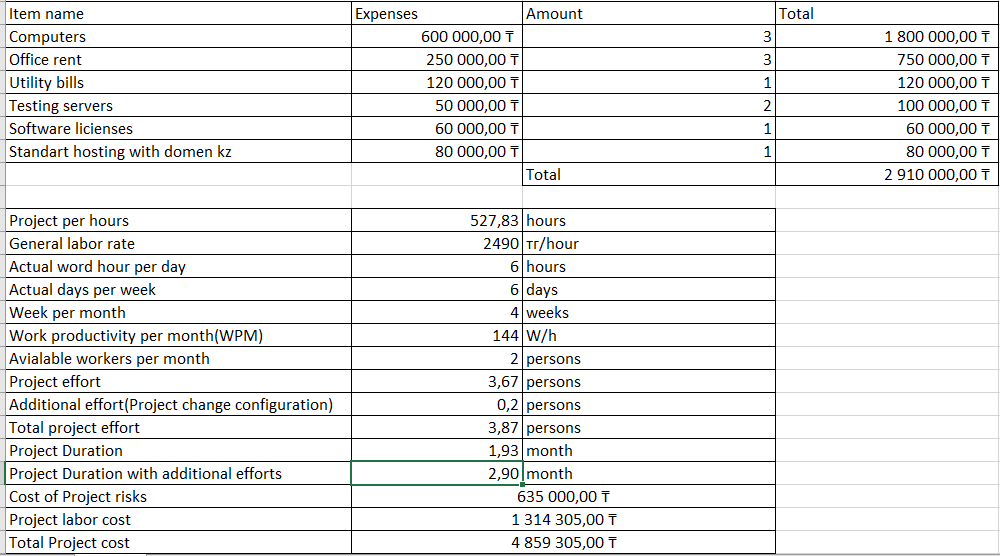 Item name Expenses Amount Total
Computers 600 000,00 ₸ 3 1 800 000,00 ₸
Office rent 250 000,00 ₸ 3 750 000,00 ₸
Utility bills 120 000,00 ₸ 1 120 000,00 ₸
Testing servers 50 000,00 ₸ 2 100 000,00 ₸
Software licienses 60 000,00 ₸ 1 60 000,00 ₸
Standart hosting with domen kz 80 000,00 ₸ 1 80 000,00 ₸
Total 2 910 000,00 ₸
Project per hours 527,83 hours
General labor rate 2490 тг/hour
Actual word hour per day 6 hours
Actual days per week 6 days
Week per month 4 weeks
Work productivity per month(WPM) 144 W/h
Avialable workers per month 2 persons
Project effort 3,67 persons
Additional effort(Project change configuration) 0,2 persons
Total project effort 3,87 persons
Project Duration 1,93 month
Project Duration with additional efforts 2,90 month
Cost of Project risks 635 000,00 ₸
Project labor cost 1 314 305,00 ₸
Total Project cost 4 859 305,00 ₸